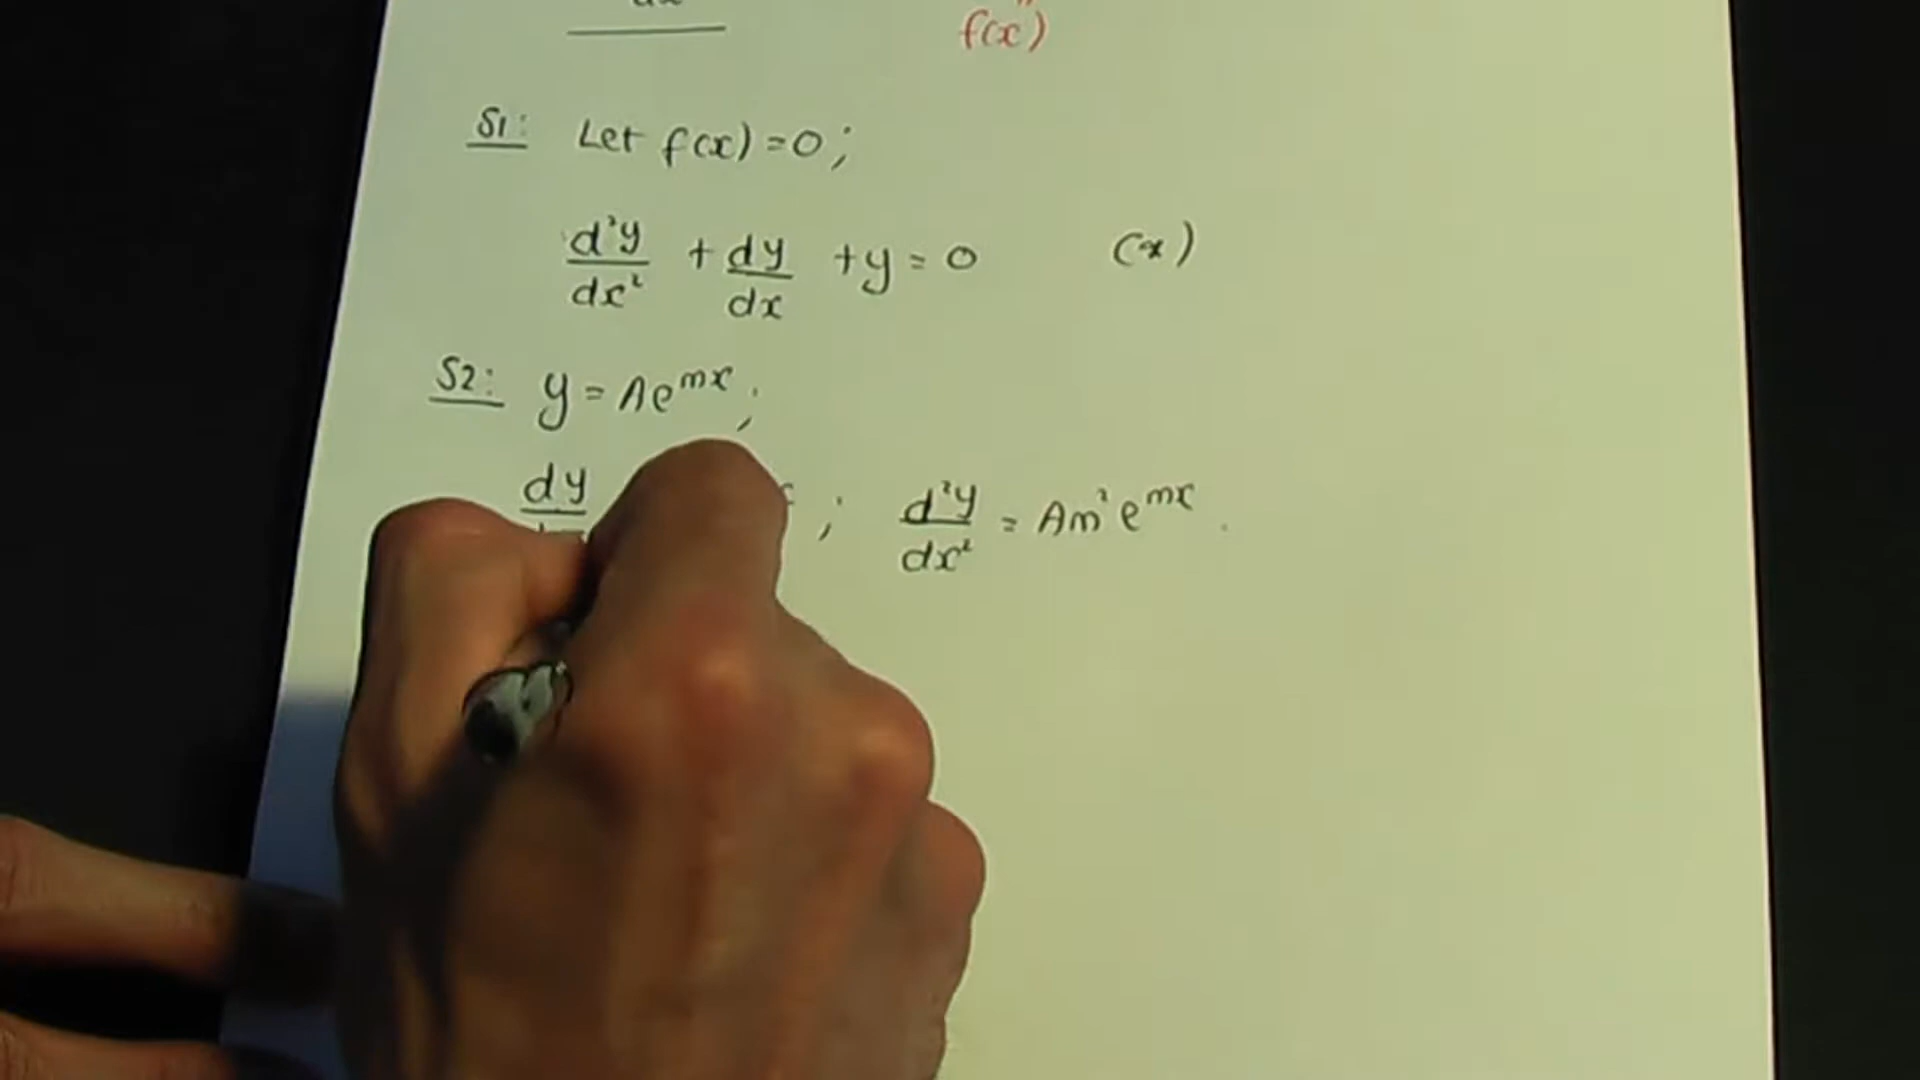 f(x)
S1: Let f(x) = 0 ;
d²y/dx² + dy/dx + y = 0 (*)
S2: y = Ae^{mx} ;
dy ; d²y/dx² = Am²e^{mx} .